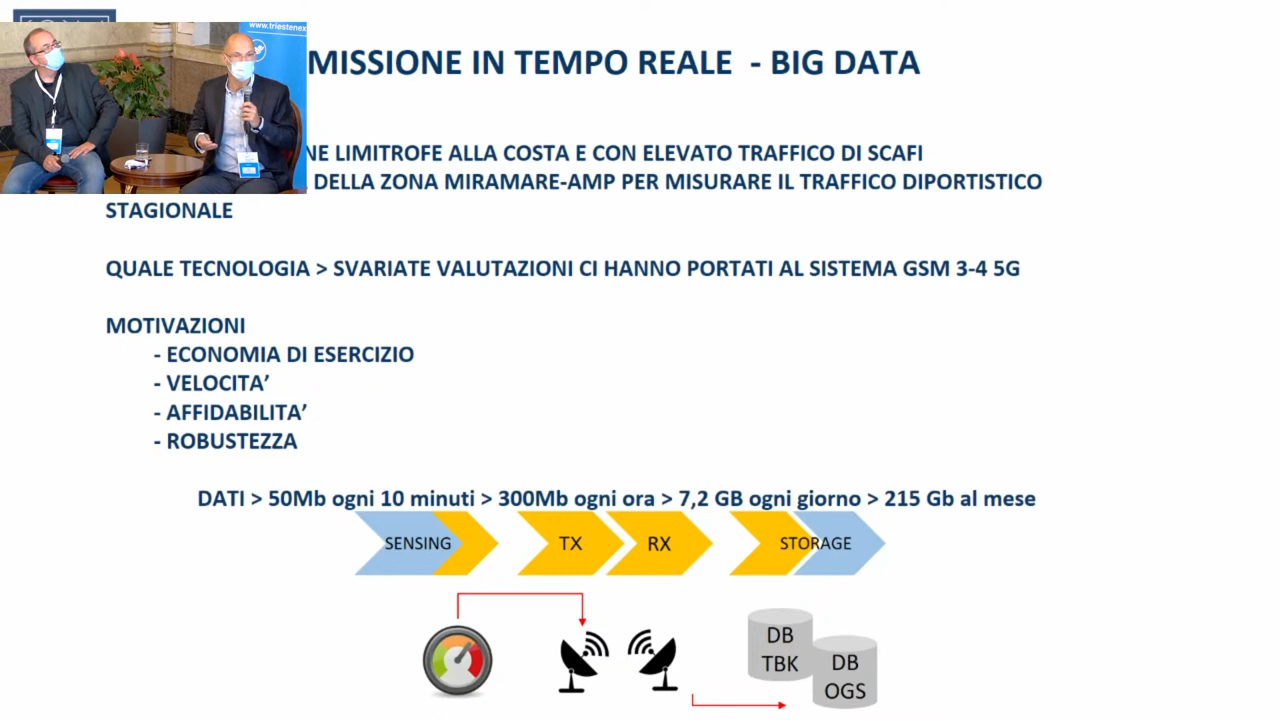 www.triestenex
MISSIONE IN TEMPO REALE - BIG DATA
NE LIMITROFE ALLA COSTA E CON ELEVATO TRAFFICO DI SCAFI
DELLA ZONA MIRAMARE-AMP PER MISURARE IL TRAFFICO DIPORTISTICO
STAGIONALE
QUALE TECNOLOGIA > SVARIATE VALUTAZIONI CI HANNO PORTATI AL SISTEMA GSM 3-4 5G
MOTIVAZIONI
- ECONOMIA DI ESERCIZIO
- VELOCITA’
- AFFIDABILITA’
- ROBUSTEZZA
DATI > 50Mb ogni 10 minuti > 300Mb ogni ora > 7,2 GB ogni giorno > 215 Gb al mese
SENSING TX RX STORAGE
DB
TBK
DB
OGS